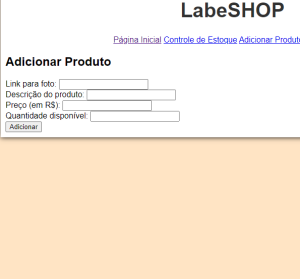 LabeSHOP
Página Inicial Controle de Estoque Adicionar Produto
Adicionar Produto
Link para foto:
Descrição do produto:
Preço (em R$):
Quantidade disponível:
Adicionar